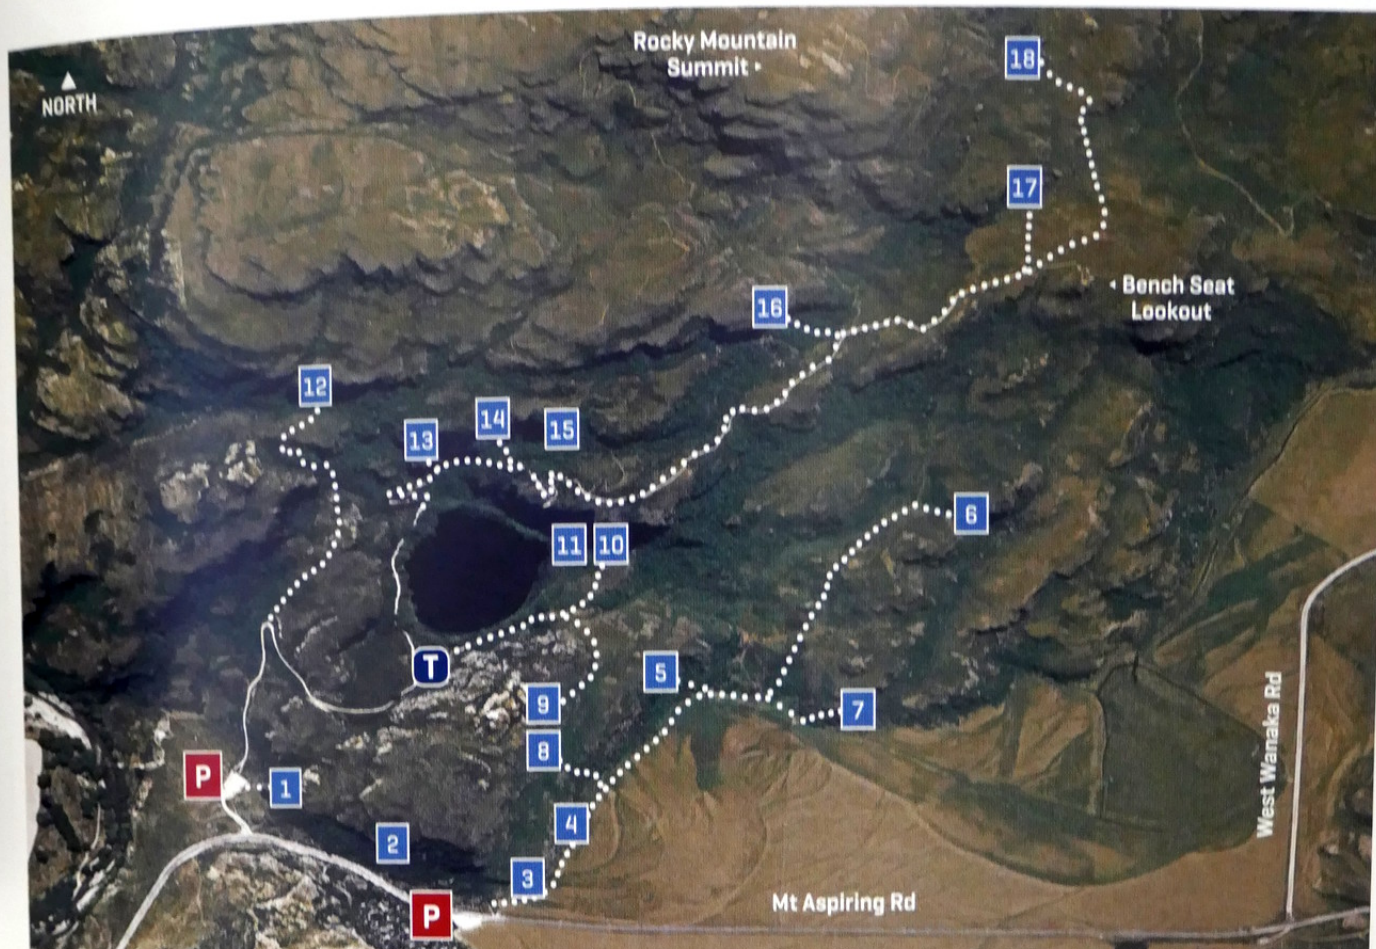 Rocky Mountain
Summit
18
NORTH
17
Bench Seat
Lookout
16
12
14
15
13
6
11
10
T
5
9
7
8
P
1
4
2
3
P
Mt Aspiring Rd
West Wanaka Rd